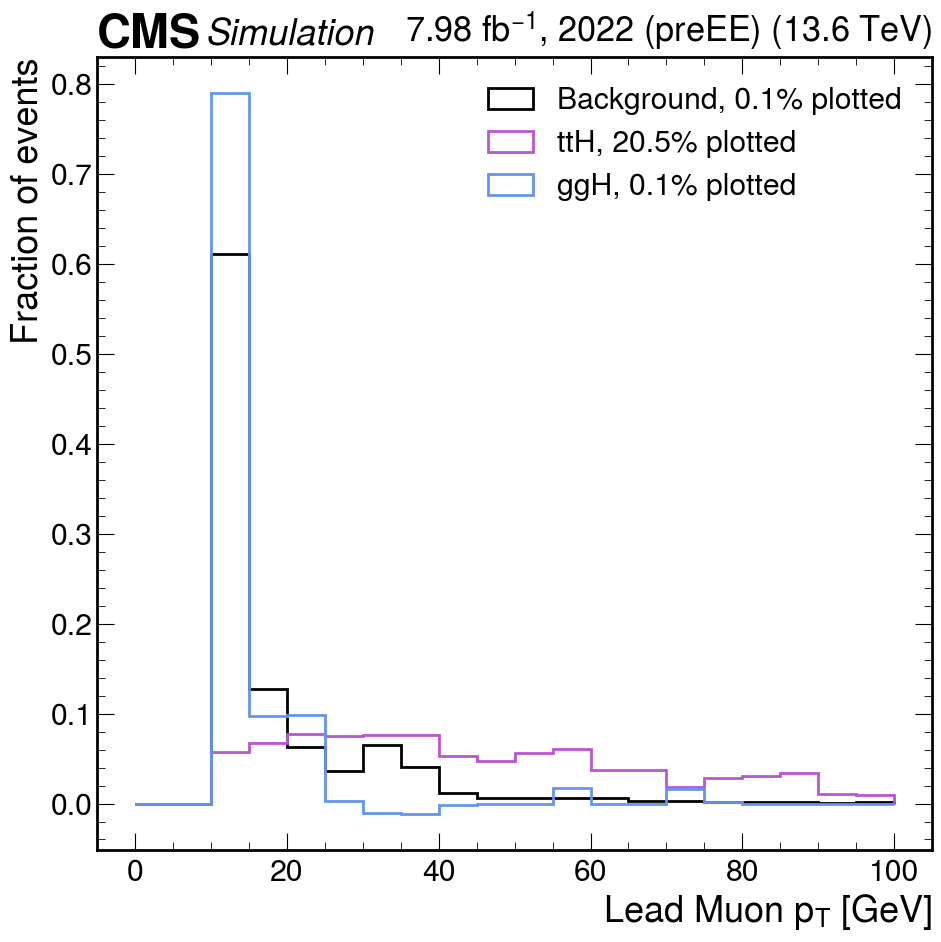 CMS Simulation 7.98 fb⁻¹, 2022 (preEE) (13.6 TeV)
Fraction of events
0.8
0.7
0.6
0.5
0.4
0.3
0.2
0.1
0.0
Background, 0.1% plotted
ttH, 20.5% plotted
ggH, 0.1% plotted
0 20 40 60 80 100
Lead Muon p_T [GeV]